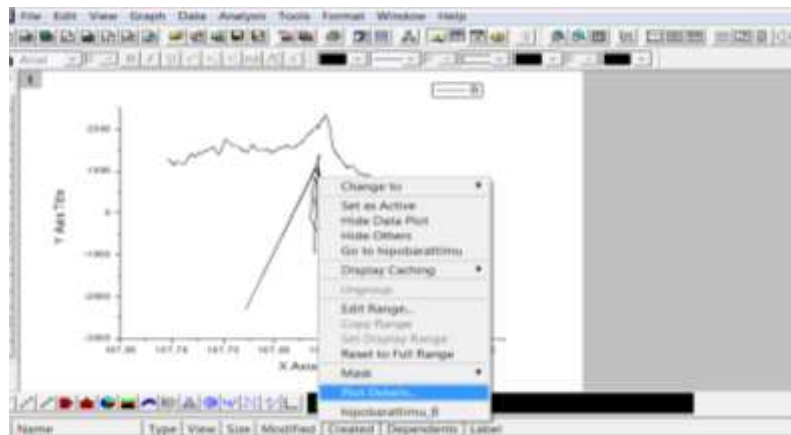 File Edit View Graph Data Analysis Tools Format Window Help
Arial
1
B
Y Axis Title
0
X Axis
Change to
Set as Active
Hide Data Plot
Hide Others
Go to hipobarattimu
Display Caching
Ungroup
Edit Range...
Copy Range
Set Display Range
Reset to Full Range
Mask
Plot Details...
hipobarattimu_B
Name Type View Size Modified Created Dependents Label